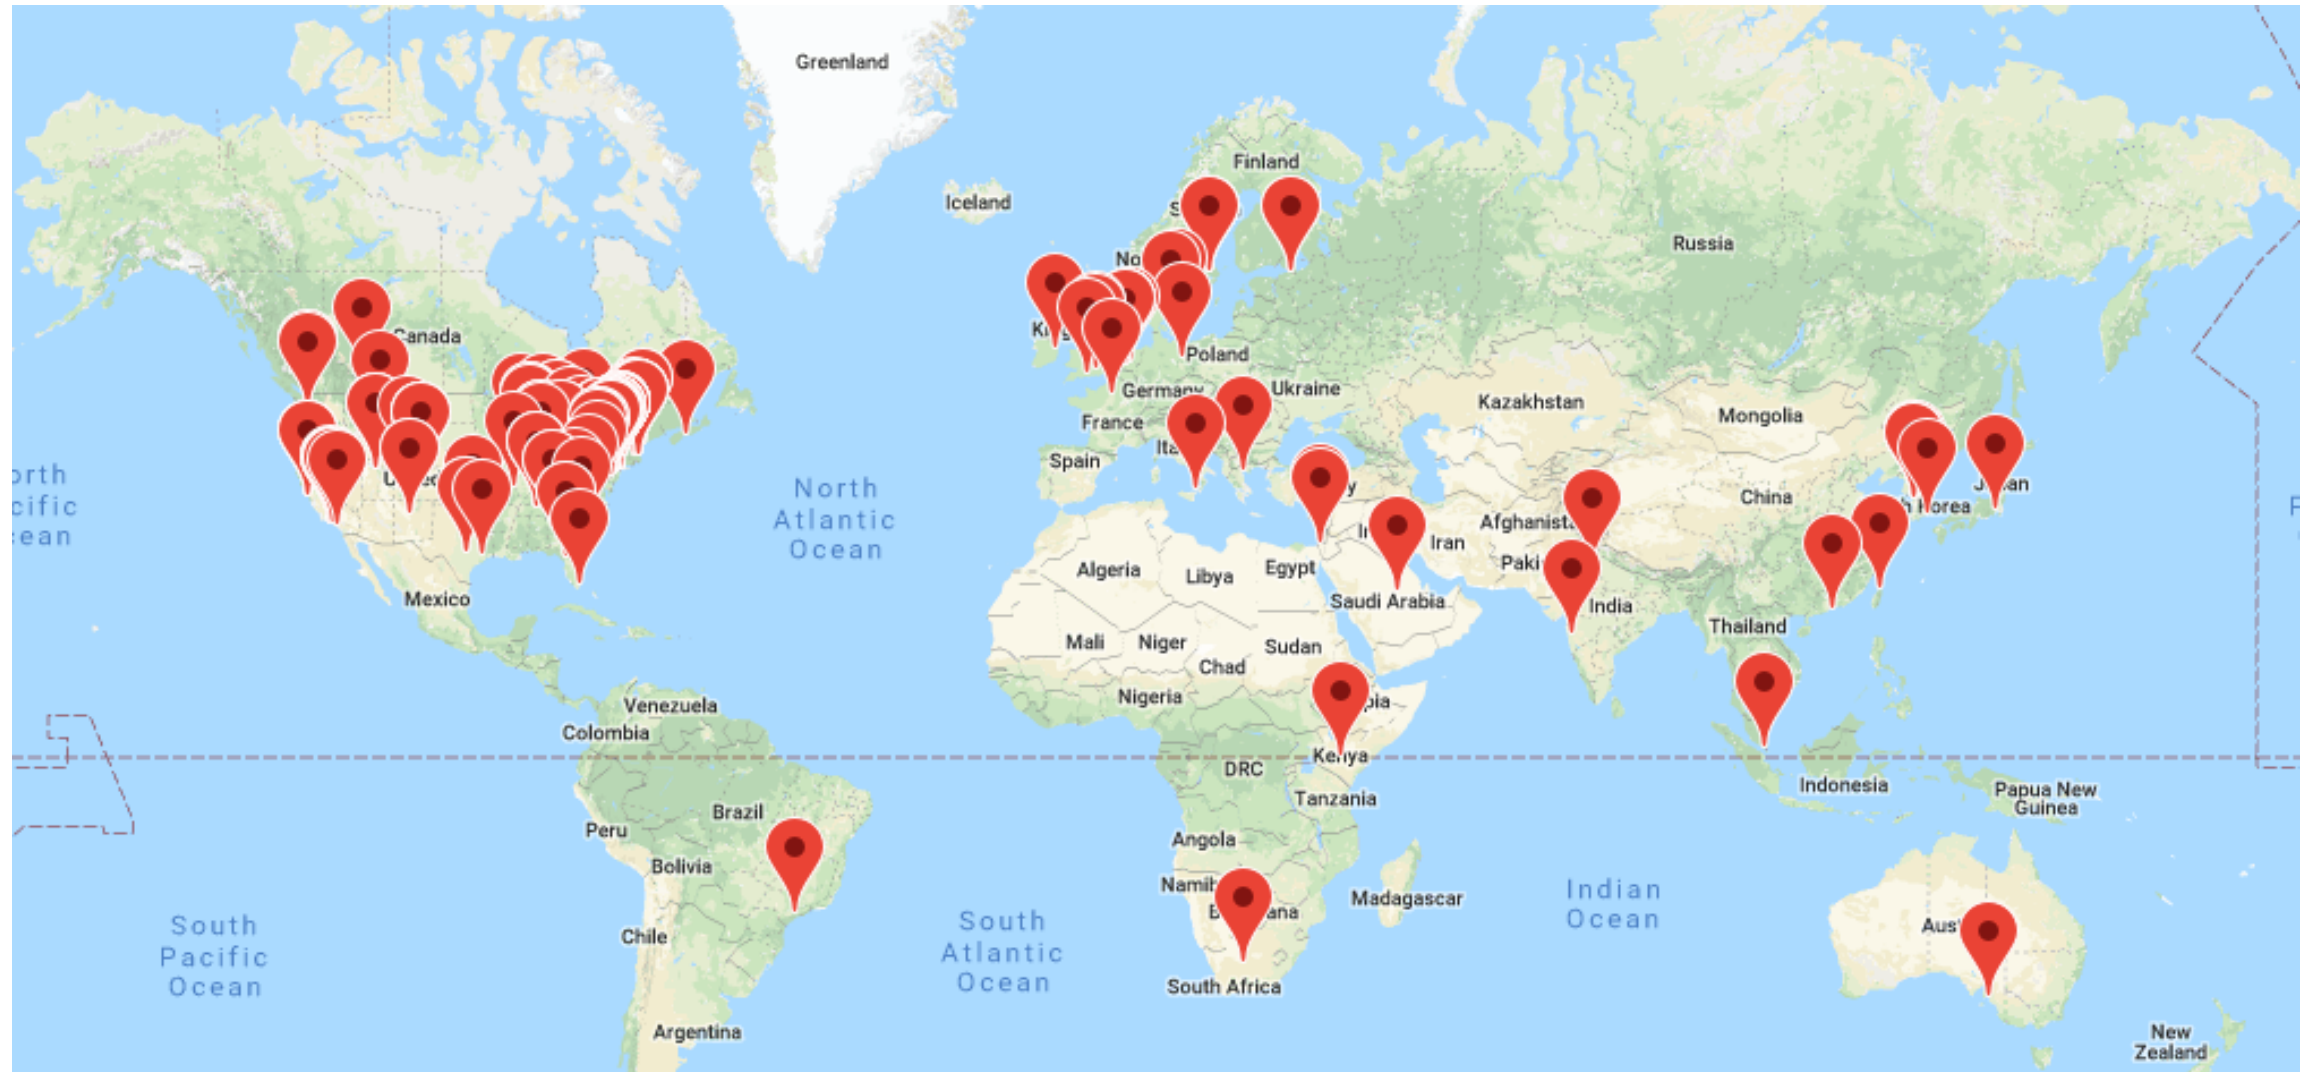 Greenland
Finland
Iceland
Russia
Canada
Poland
Germany
Ukraine
Kazakhstan
Mongolia
France
Spain
North
Atlantic
Ocean
China
Iran
Algeria
Libya
Egypt
Mexico
Saudi Arabia
India
Mali
Niger
Sudan
Thailand
Chad
Nigeria
Venezuela
Colombia
Kenya
DRC
Indonesia
Tanzania
Papua New
Guinea
Brazil
Peru
Angola
Bolivia
Madagascar
Indian
Ocean
South
Pacific
Ocean
South
Atlantic
Ocean
Chile
South Africa
Argentina
New
Zealand